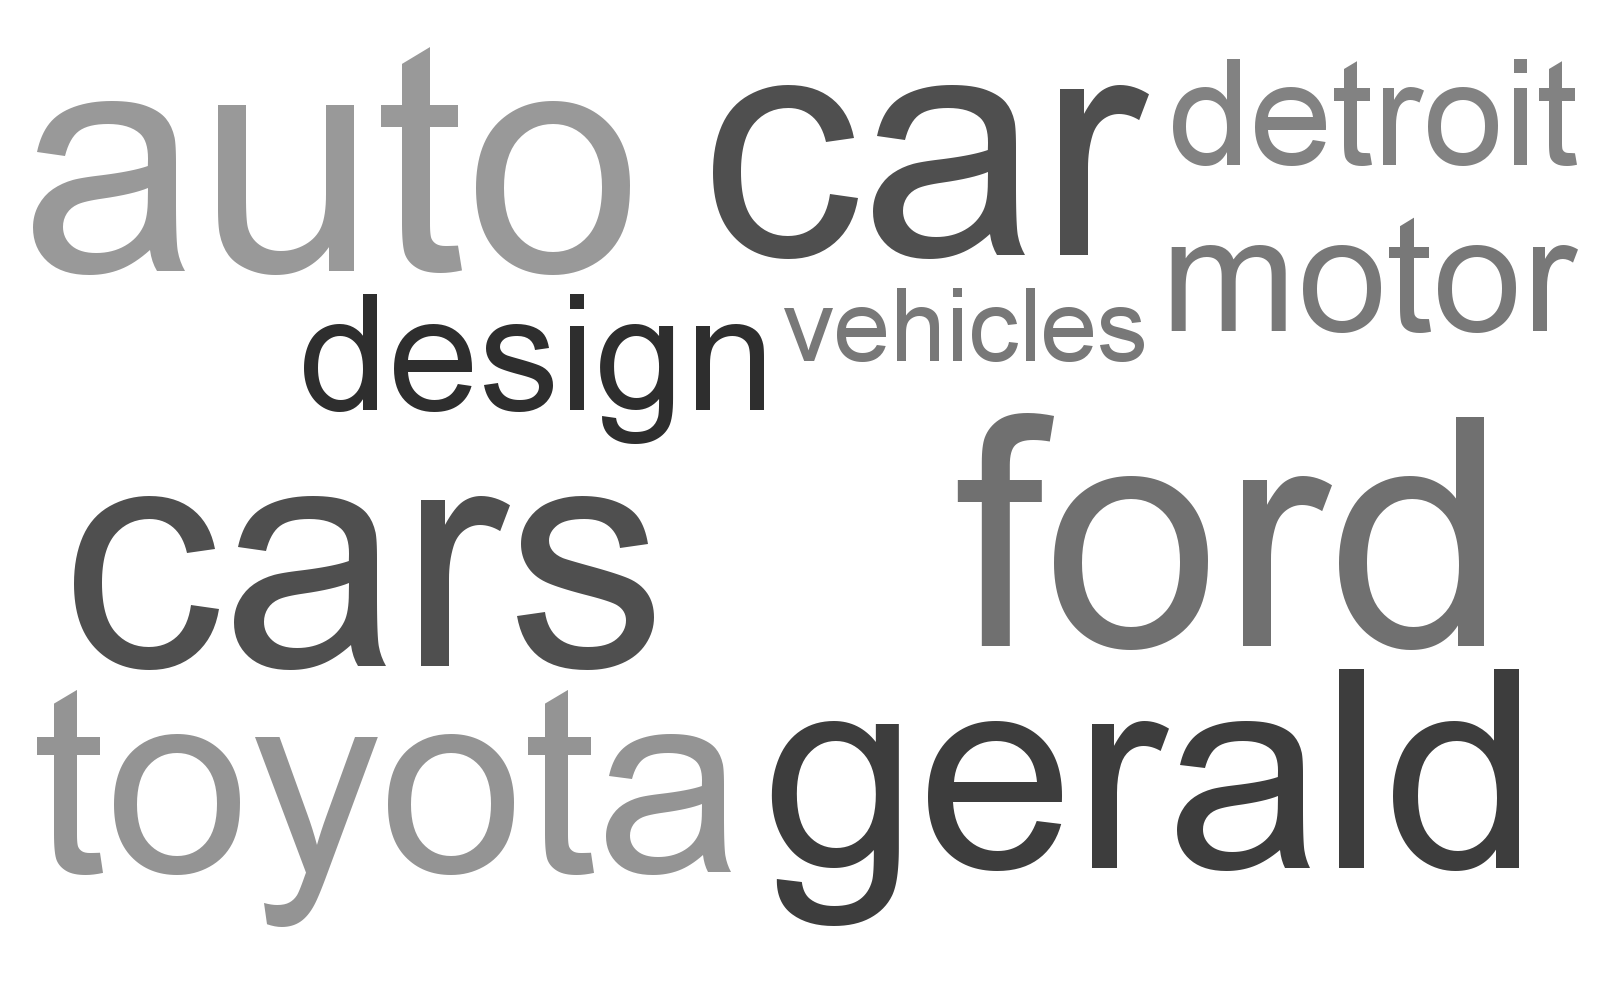 auto car detroit
motor
design vehicles
cars ford
toyota gerald